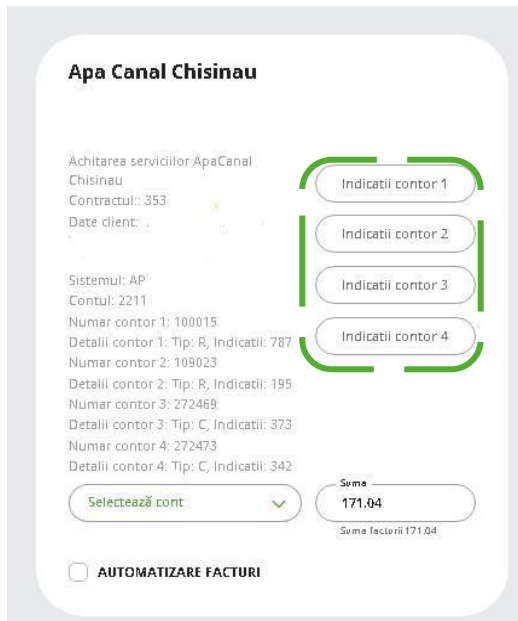 Apa Canal Chisinau
Achitarea serviciilor ApaCanal
Chisinau
Contractul:: 353
Date client:
Sistemul: AP
Contul: 2211
Numar contor 1: 100015
Detalii contor 1: Tip: R, Indicatii: 787
Numar contor 2: 109023
Detalii contor 2: Tip: R, Indicatii: 195
Numar contor 3: 272469
Detalii contor 3: Tip: C, Indicatii: 373
Numar contor 4: 272473
Detalii contor 4: Tip: C, Indicatii: 342
Indicatii contor 1
Indicatii contor 2
Indicatii contor 3
Indicatii contor 4
Selectează cont
Suma
171.04
Suma facturii 171.04
AUTOMATIZARE FACTURI